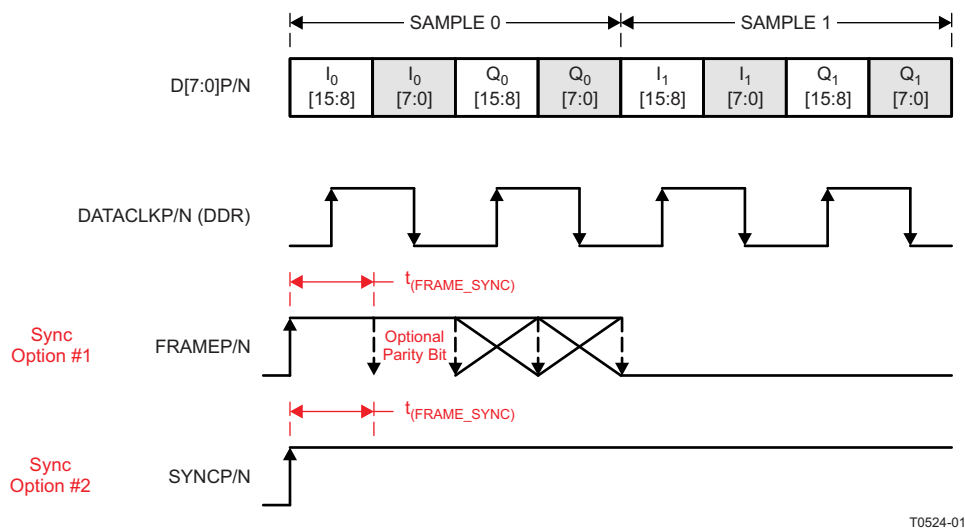 SAMPLE 0 SAMPLE 1
D[7:0]P/N
I0 I0 Q0 Q0 I1 I1 Q1 Q1
[15:8] [7:0] [15:8] [7:0] [15:8] [7:0] [15:8] [7:0]
DATACLKP/N (DDR)
t(FRAME_SYNC)
Sync
Option #1
FRAMEP/N
Optional
Parity Bit
t(FRAME_SYNC)
Sync
Option #2
SYNCP/N
T0524-01